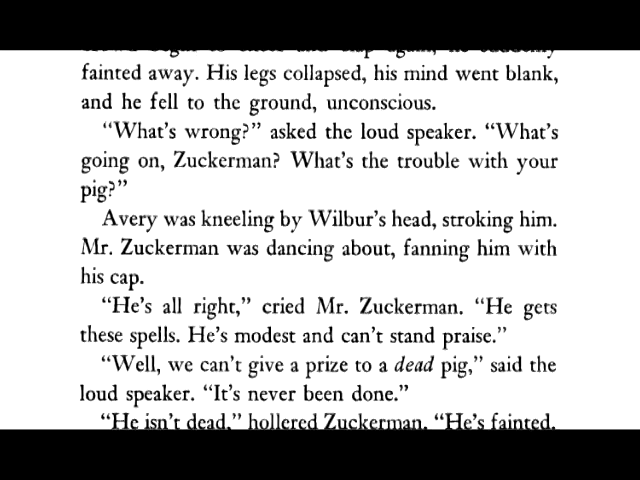 fainted away. His legs collapsed, his mind went blank,
and he fell to the ground, unconscious.
“What’s wrong?” asked the loud speaker. “What’s
going on, Zuckerman? What’s the trouble with your
pig?”
Avery was kneeling by Wilbur’s head, stroking him.
Mr. Zuckerman was dancing about, fanning him with
his cap.
“He’s all right,” cried Mr. Zuckerman. “He gets
these spells. He’s modest and can’t stand praise.”
“Well, we can’t give a prize to a dead pig,” said the
loud speaker. “It’s never been done.”
“He isn’t dead,” hollered Zuckerman. “He’s fainted.